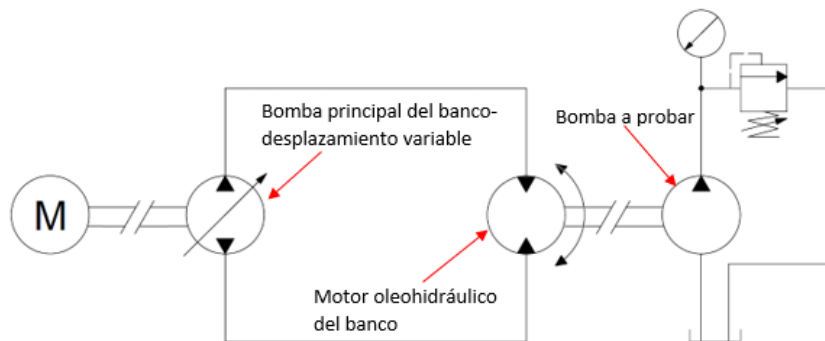 Bomba principal del banco-
desplazamiento variable
Bomba a probar
M
Motor oleohidráulico
del banco